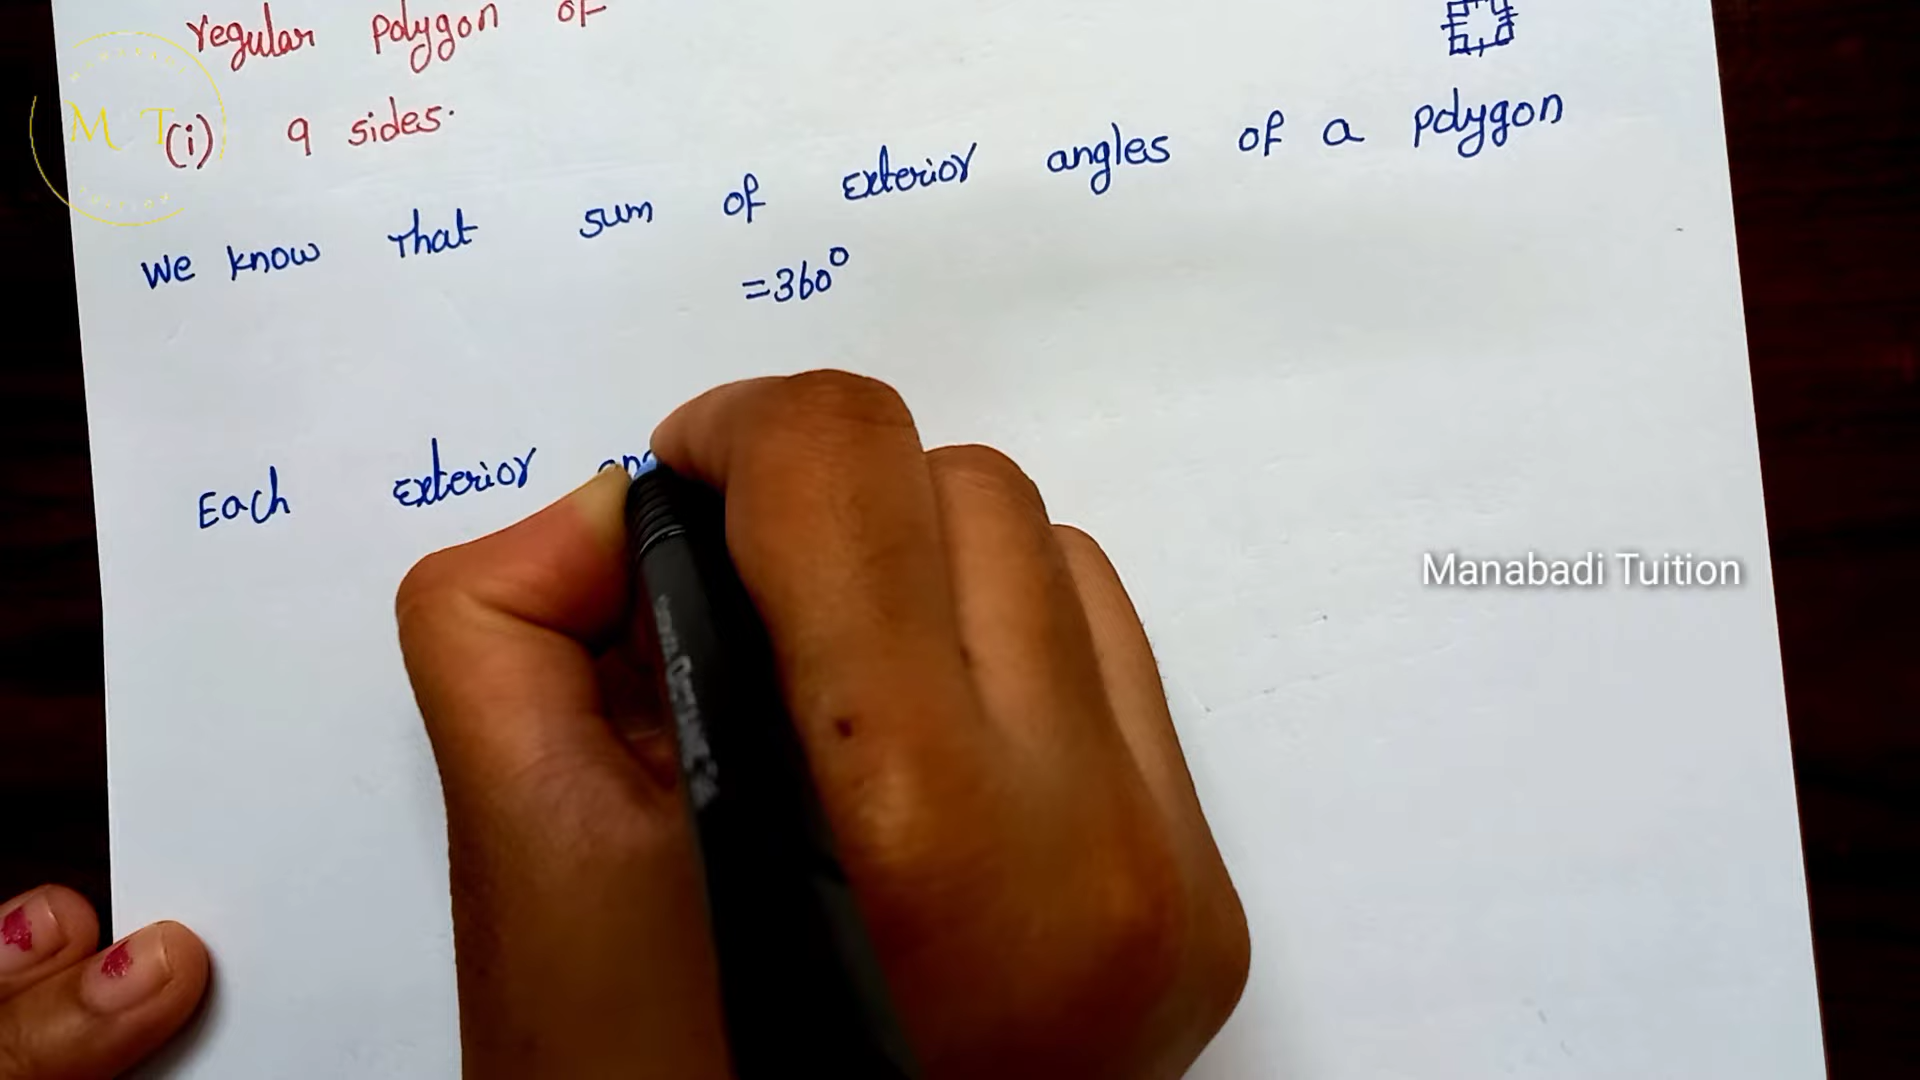 regular polygon of
M T
(i) 9 sides.
we know that sum of exterior angles of a polygon
=360°
Each exterior
Manabadi Tuition